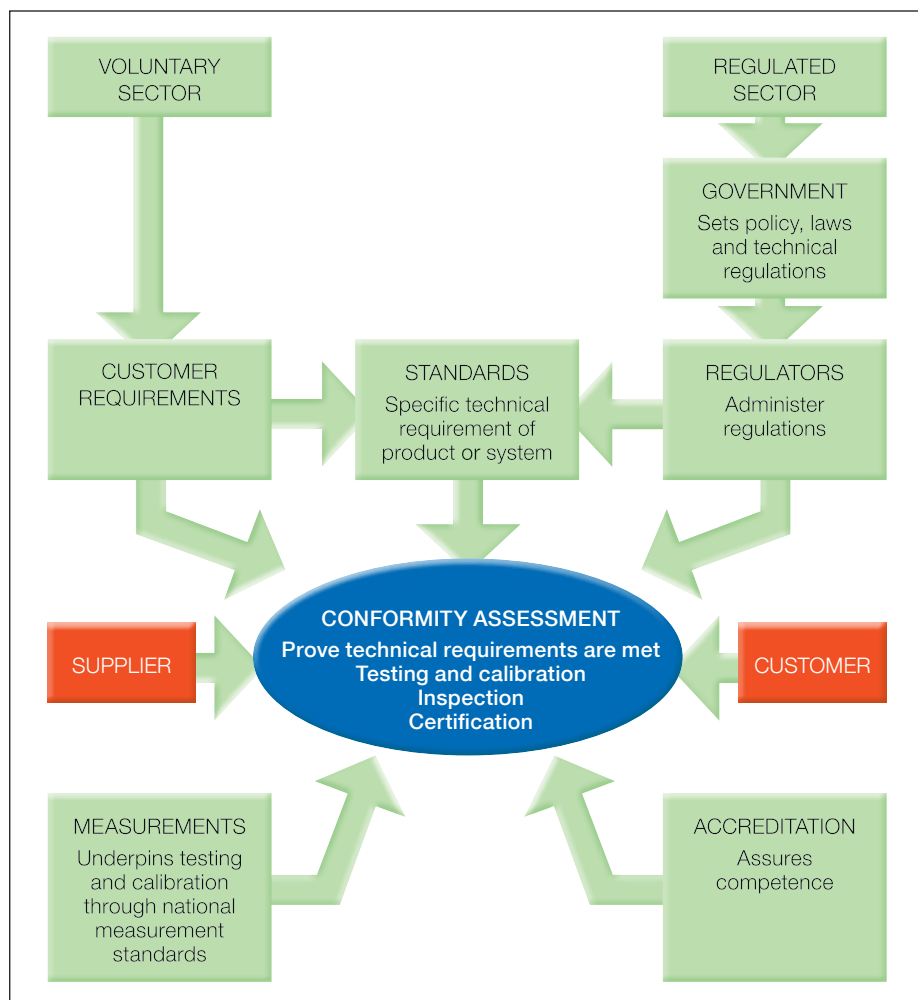 VOLUNTARY
SECTOR
REGULATED
SECTOR
GOVERNMENT
Sets policy, laws
and technical
regulations
CUSTOMER
REQUIREMENTS
STANDARDS
Specific technical
requirement of
product or system
REGULATORS
Administer
regulations
CONFORMITY ASSESSMENT
Prove technical requirements are met
Testing and calibration
Inspection
Certification
SUPPLIER
CUSTOMER
MEASUREMENTS
Underpins testing
and calibration
through national
measurement
standards
ACCREDITATION
Assures
competence